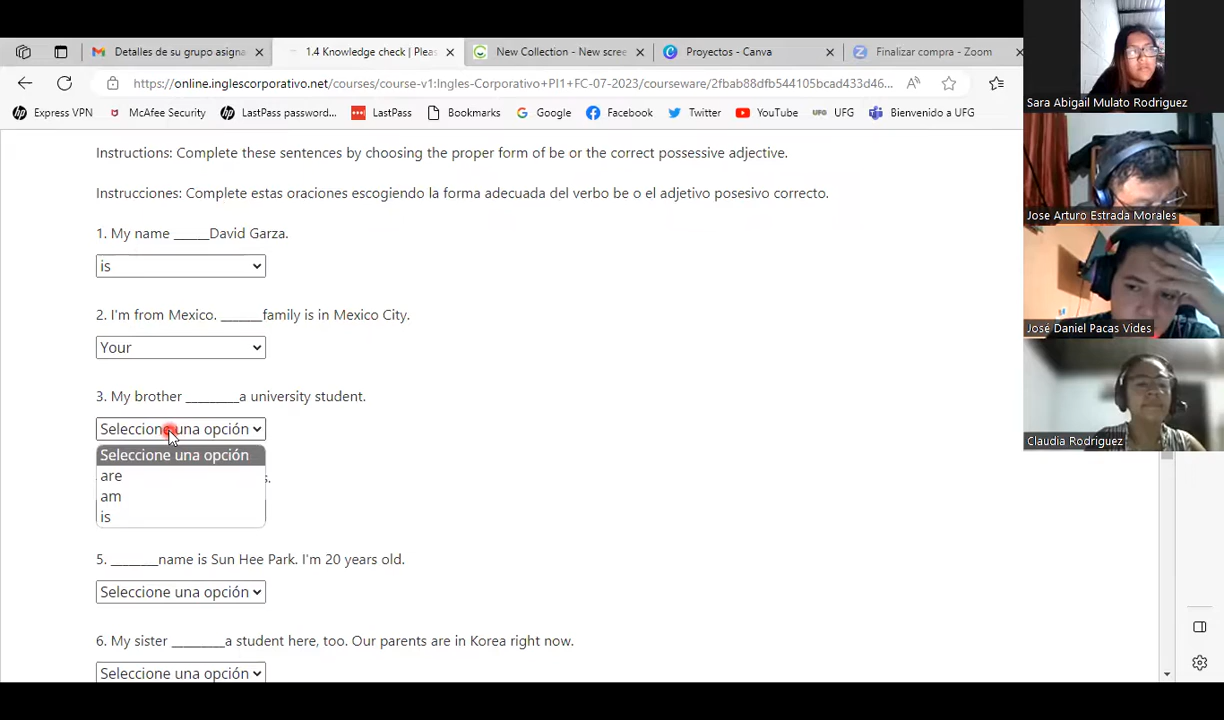 Detalles de su grupo asigna
1.4 Knowledge check | Pleas
New Collection - New scree
Proyectos - Canva
Finalizar compra - Zoom
https://online.inglescorporativo.net/courses/course-v1:Ingles-Corporativo+PI1+FC-07-2023/courseware/2fbab88dfb544105bcad433d46...
Express VPN
McAfee Security
LastPass password...
LastPass
Bookmarks
Google
Facebook
Twitter
YouTube
UFG
Bienvenido a UFG
Instructions: Complete these sentences by choosing the proper form of be or the correct possessive adjective.
Instrucciones: Complete estas oraciones escogiendo la forma adecuada del verbo be o el adjetivo posesivo correcto.
1. My name ______David Garza.
is
2. I'm from Mexico. _______family is in Mexico City.
Your
3. My brother _________a university student.
Seleccione una opción
Seleccione una opción
are
am
is
s.
5. ________name is Sun Hee Park. I'm 20 years old.
Seleccione una opción
6. My sister _________a student here, too. Our parents are in Korea right now.
Seleccione una opción
Sara Abigail Mulato Rodriguez
Jose Arturo Estrada Morales
José Daniel Pacas Vides
Claudia Rodriguez